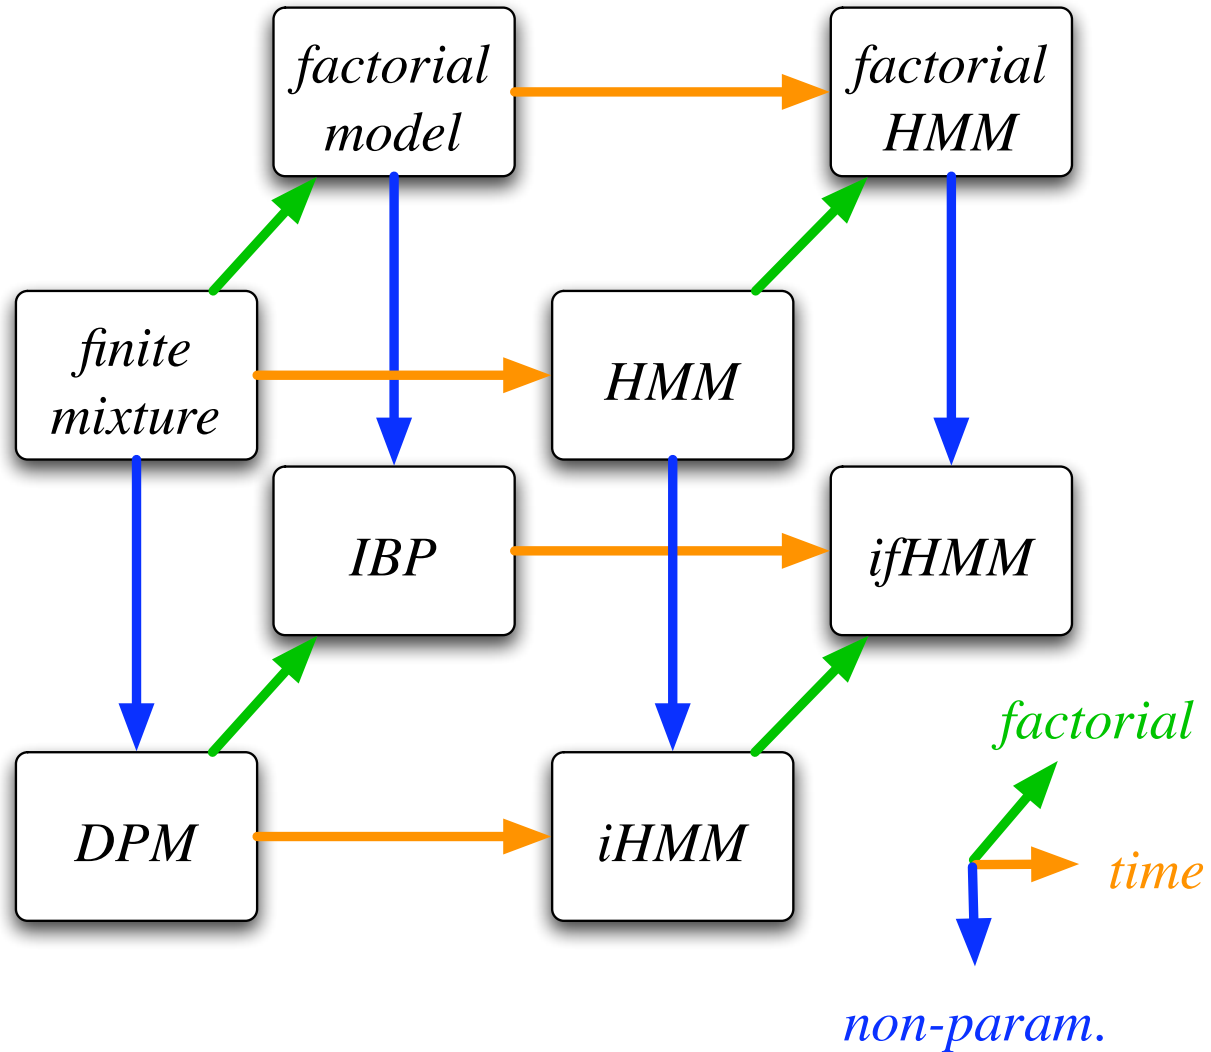 factorial
model
factorial
HMM
finite
mixture
HMM
IBP
ifHMM
DPM
iHMM
factorial
time
non-param.